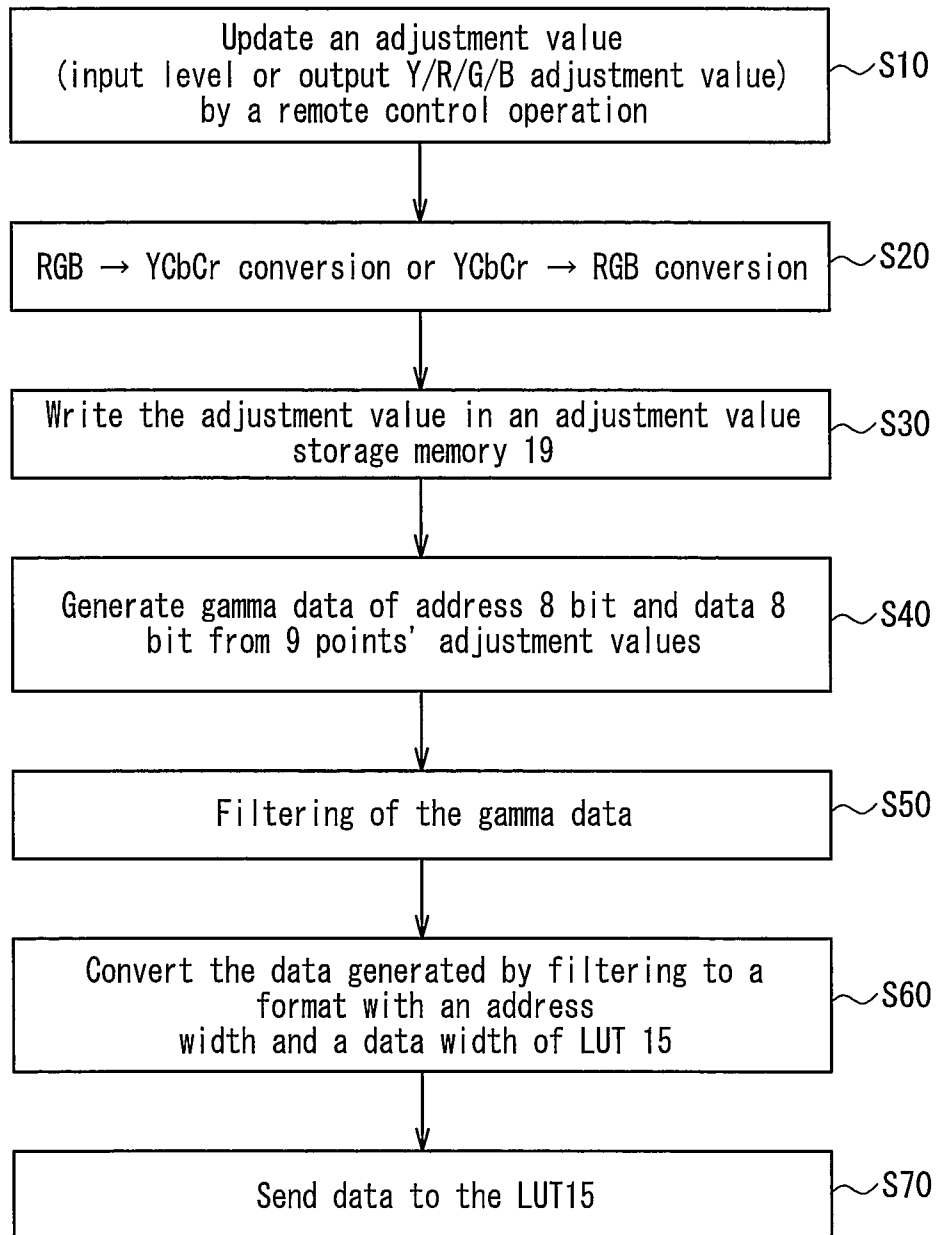 Update an adjustment value
(input level or output Y/R/G/B adjustment value)
by a remote control operation
S10
RGB → YCbCr conversion or YCbCr → RGB conversion
S20
Write the adjustment value in an adjustment value
storage memory 19
S30
Generate gamma data of address 8 bit and data 8
bit from 9 points' adjustment values
S40
Filtering of the gamma data
S50
Convert the data generated by filtering to a
format with an address
width and a data width of LUT 15
S60
Send data to the LUT15
S70